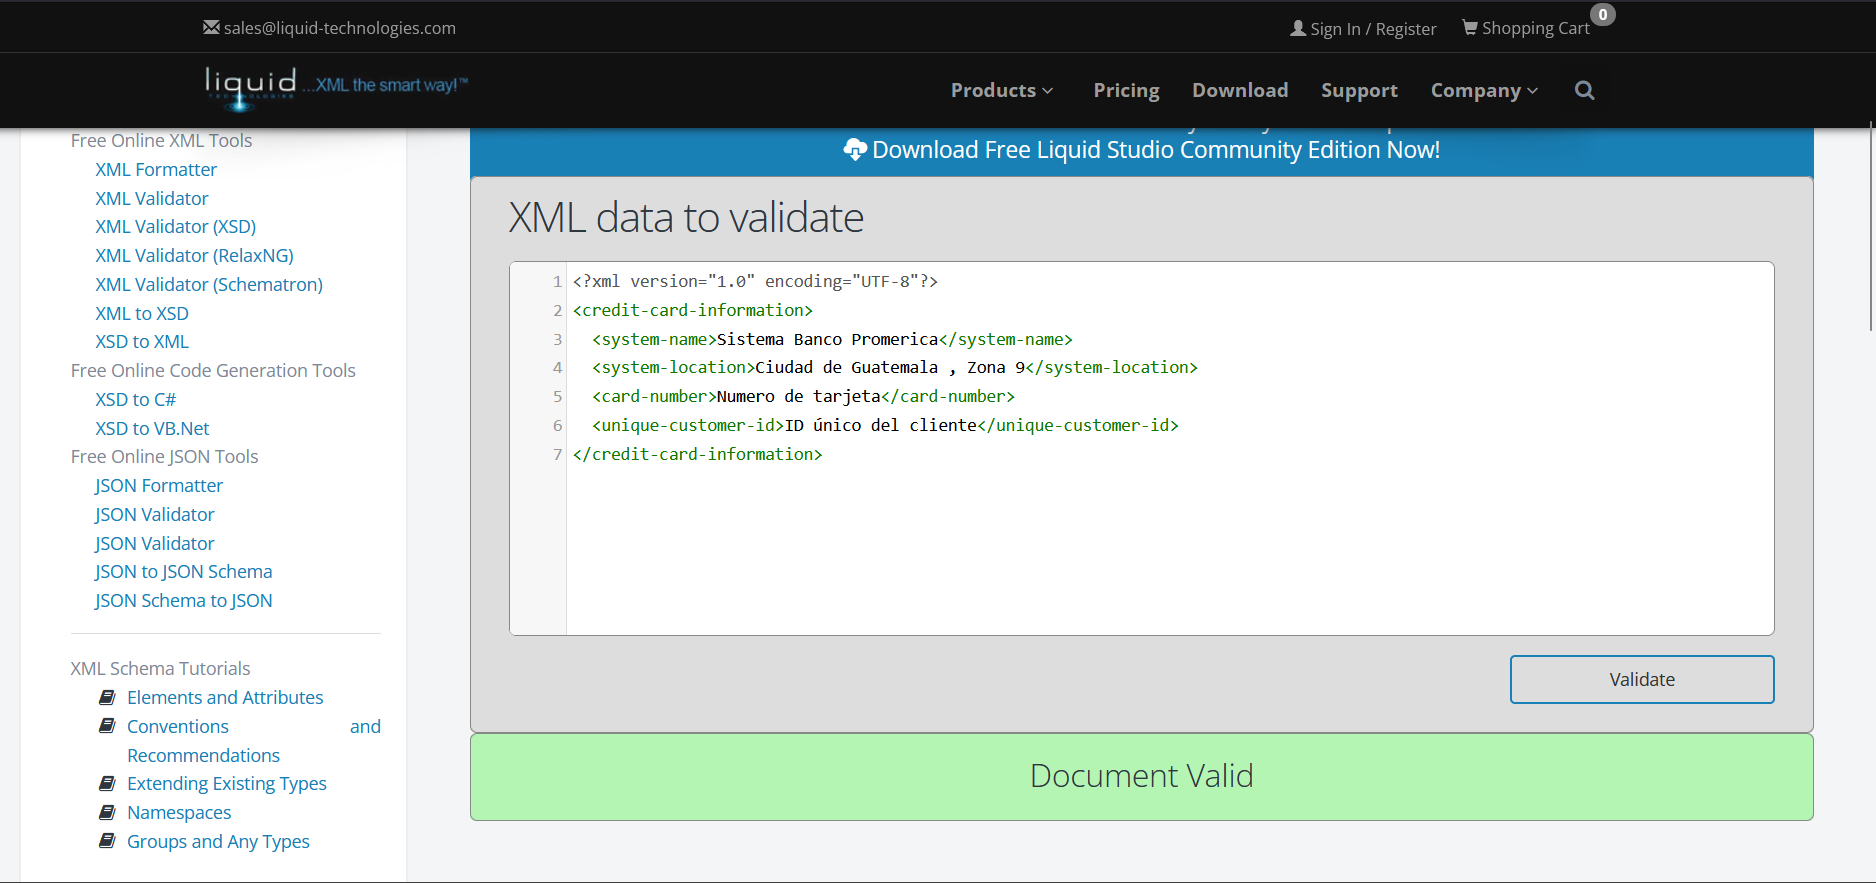 sales@liquid-technologies.com
Sign In / Register
Shopping Cart
0
liquid
TECHNOLOGIES
...XML the smart way!™
Products
Pricing
Download
Support
Company
Free Online XML Tools
XML Formatter
XML Validator
XML Validator (XSD)
XML Validator (RelaxNG)
XML Validator (Schematron)
XML to XSD
XSD to XML
Free Online Code Generation Tools
XSD to C#
XSD to VB.Net
Free Online JSON Tools
JSON Formatter
JSON Validator
JSON Validator
JSON to JSON Schema
JSON Schema to JSON
XML Schema Tutorials
Elements and Attributes
Conventions and
Recommendations
Extending Existing Types
Namespaces
Groups and Any Types
Download Free Liquid Studio Community Edition Now!
XML data to validate
1 <?xml version="1.0" encoding="UTF-8"?>
2 <credit-card-information>
3 <system-name>Sistema Banco Promerica</system-name>
4 <system-location>Ciudad de Guatemala , Zona 9</system-location>
5 <card-number>Numero de tarjeta</card-number>
6 <unique-customer-id>ID único del cliente</unique-customer-id>
7 </credit-card-information>
Validate
Document Valid